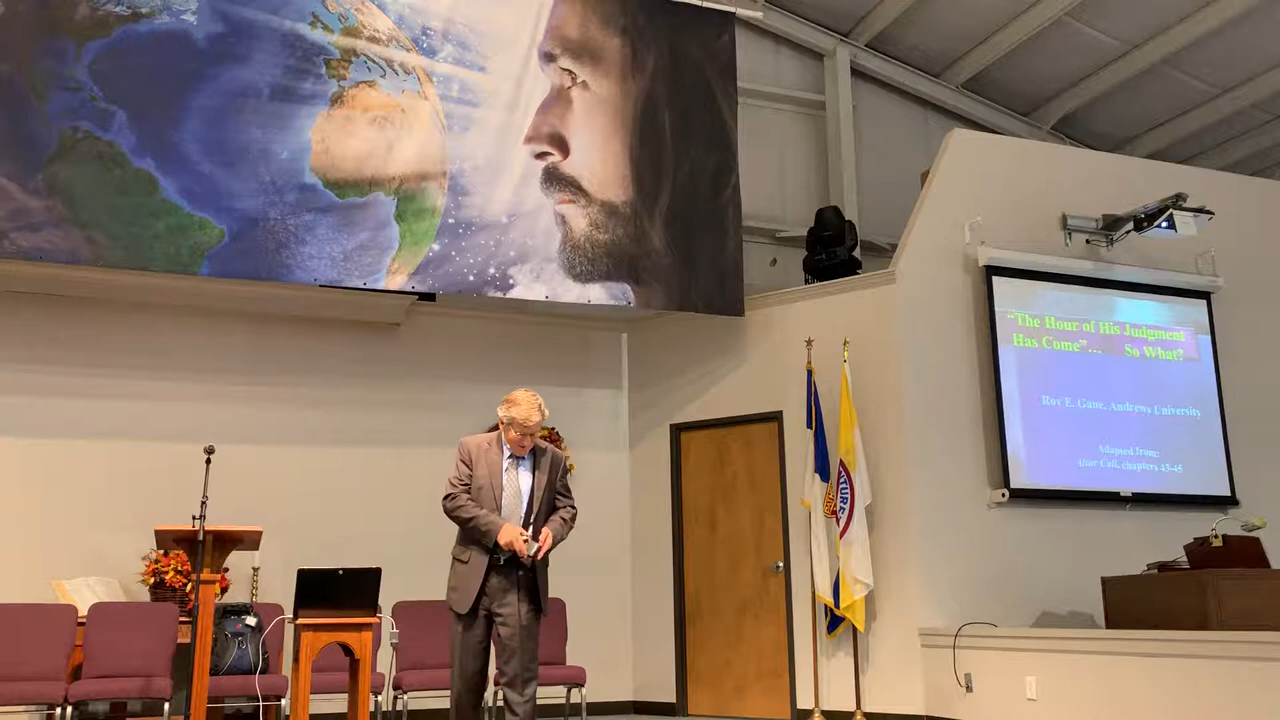 "The Hour of His Judgment
Has Come"... So What?
Roy E. Gane, Andrews University
Adapted from:
Altar Call, chapters 43-45